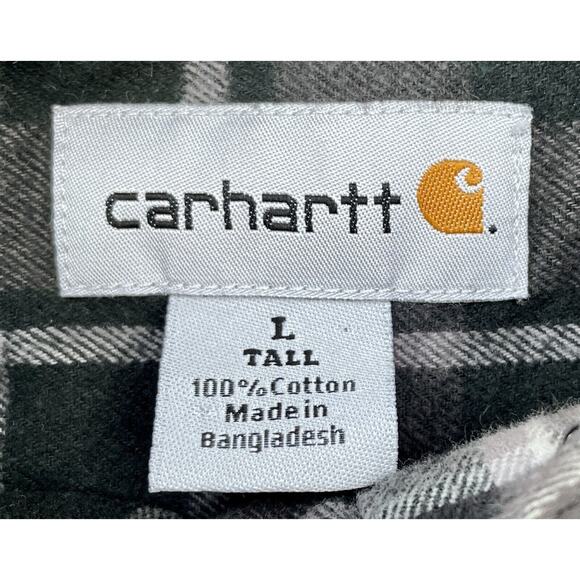 carhartt
L
TALL
100% Cotton
Made in
Bangladesh